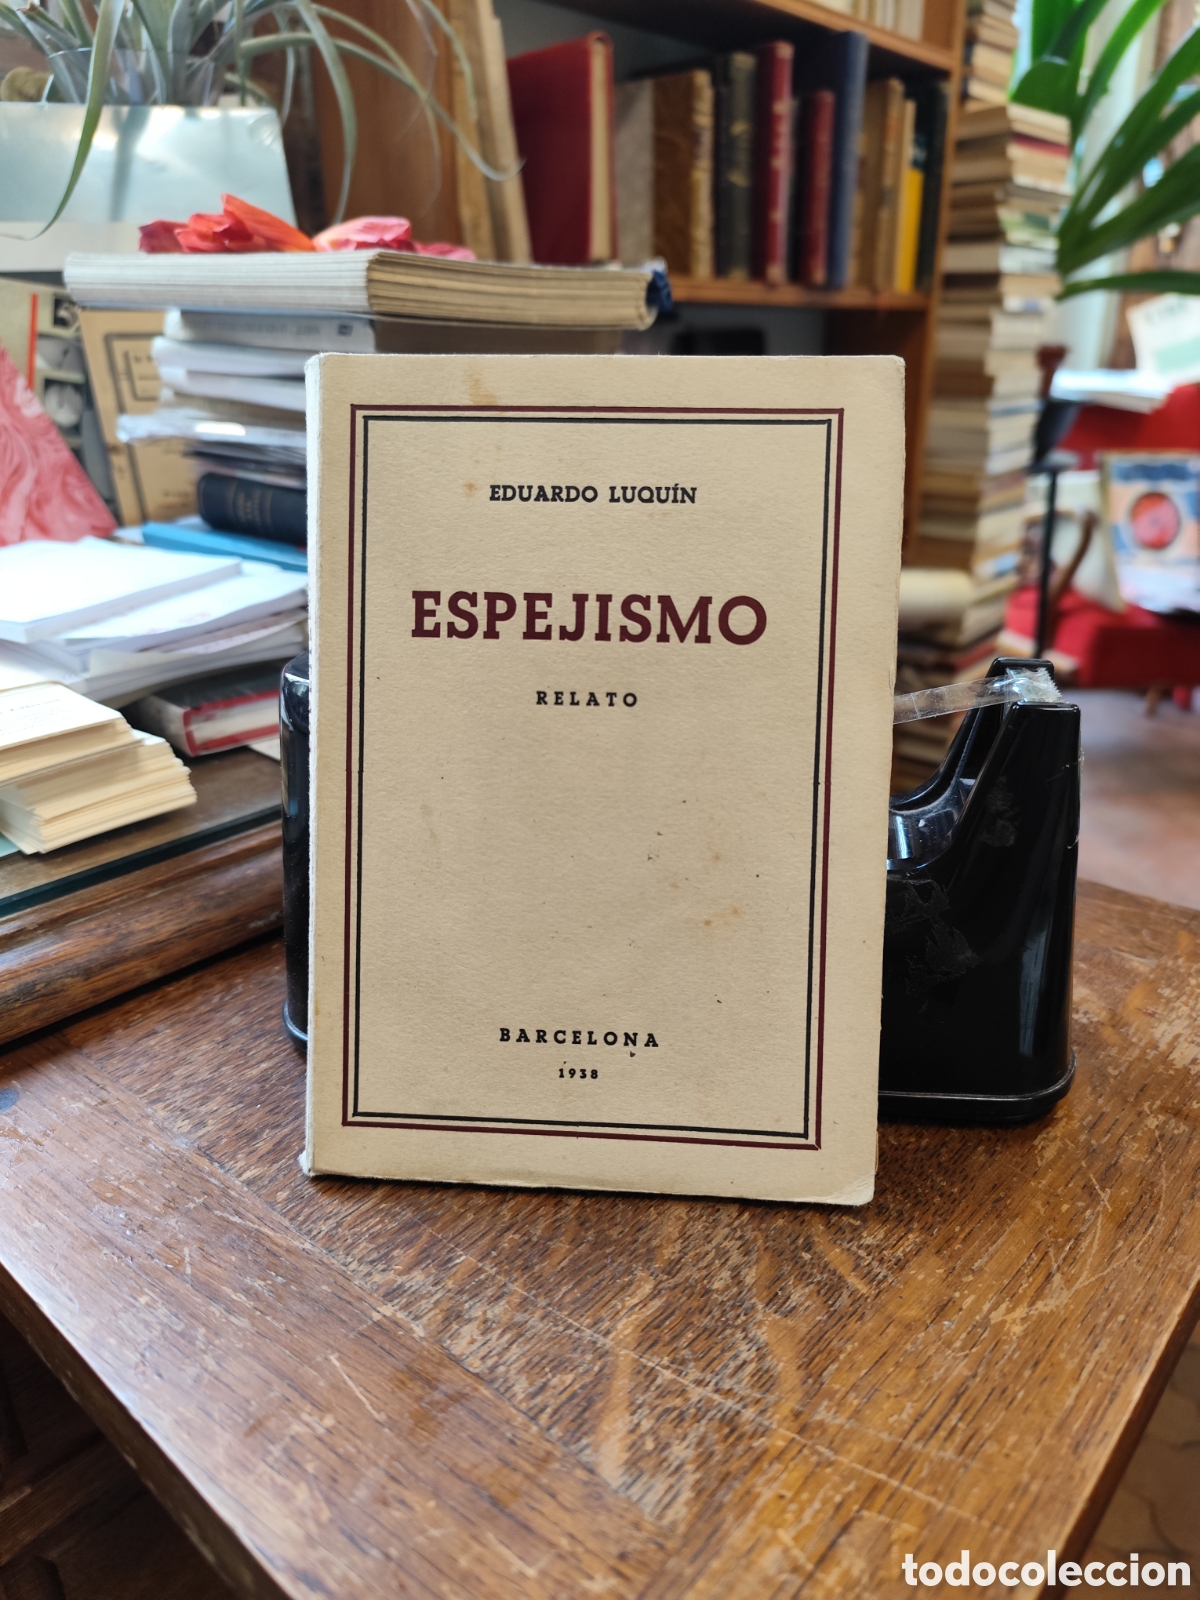 EDUARDO LUQUÍN
ESPEJISMO
RELATO
BARCELONA
1938
todocoleccion